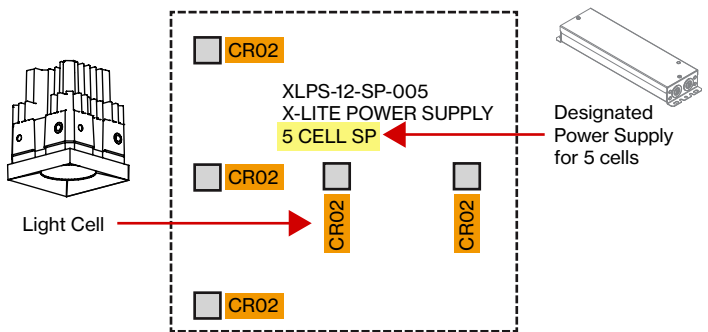 CR02
XLPS-12-SP-005
X-LITE POWER SUPPLY
5 CELL SP
Designated
Power Supply
for 5 cells
CR02
Light Cell
CR02
CR02
CR02